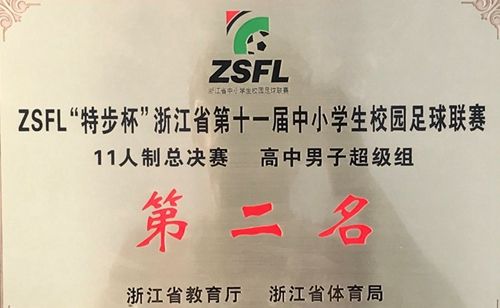 ZSFL
浙江省中小学生校园足球联赛
ZSFL“特步杯”浙江省第十一届中小学生校园足球联赛
11人制总决赛 高中男子超级组
第二名
浙江省教育厅 浙江省体育局